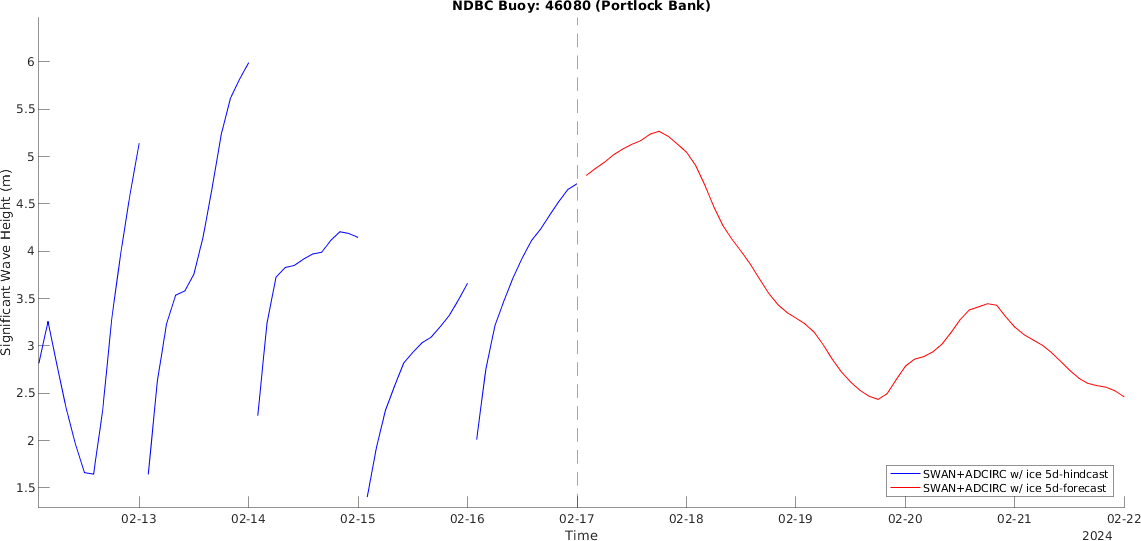 NDBC Buoy: 46080 (Portlock Bank)
Significant Wave Height (m)
6
5.5
5
4.5
4
3.5
3
2.5
2
1.5
SWAN+ADCIRC w/ ice 5d-hindcast
SWAN+ADCIRC w/ ice 5d-forecast
02-13 02-14 02-15 02-16 02-17 02-18 02-19 02-20 02-21 02-22
Time
2024